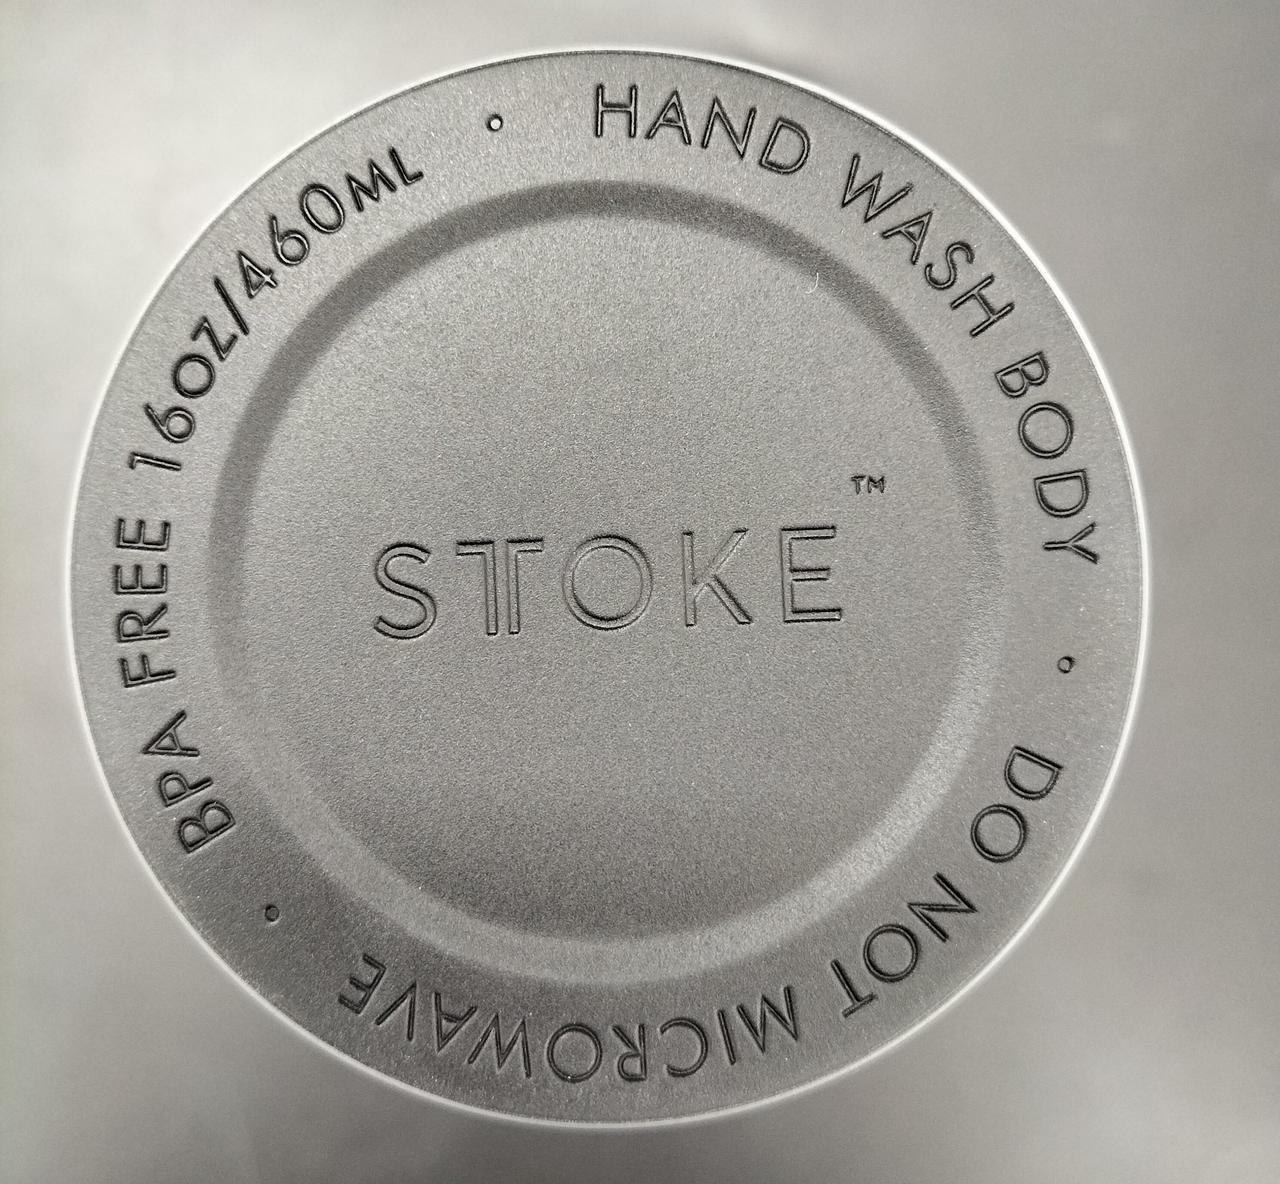 STOKE™
HAND WASH BODY • DO NOT MICROWAVE • BPA FREE 16OZ/460ML •